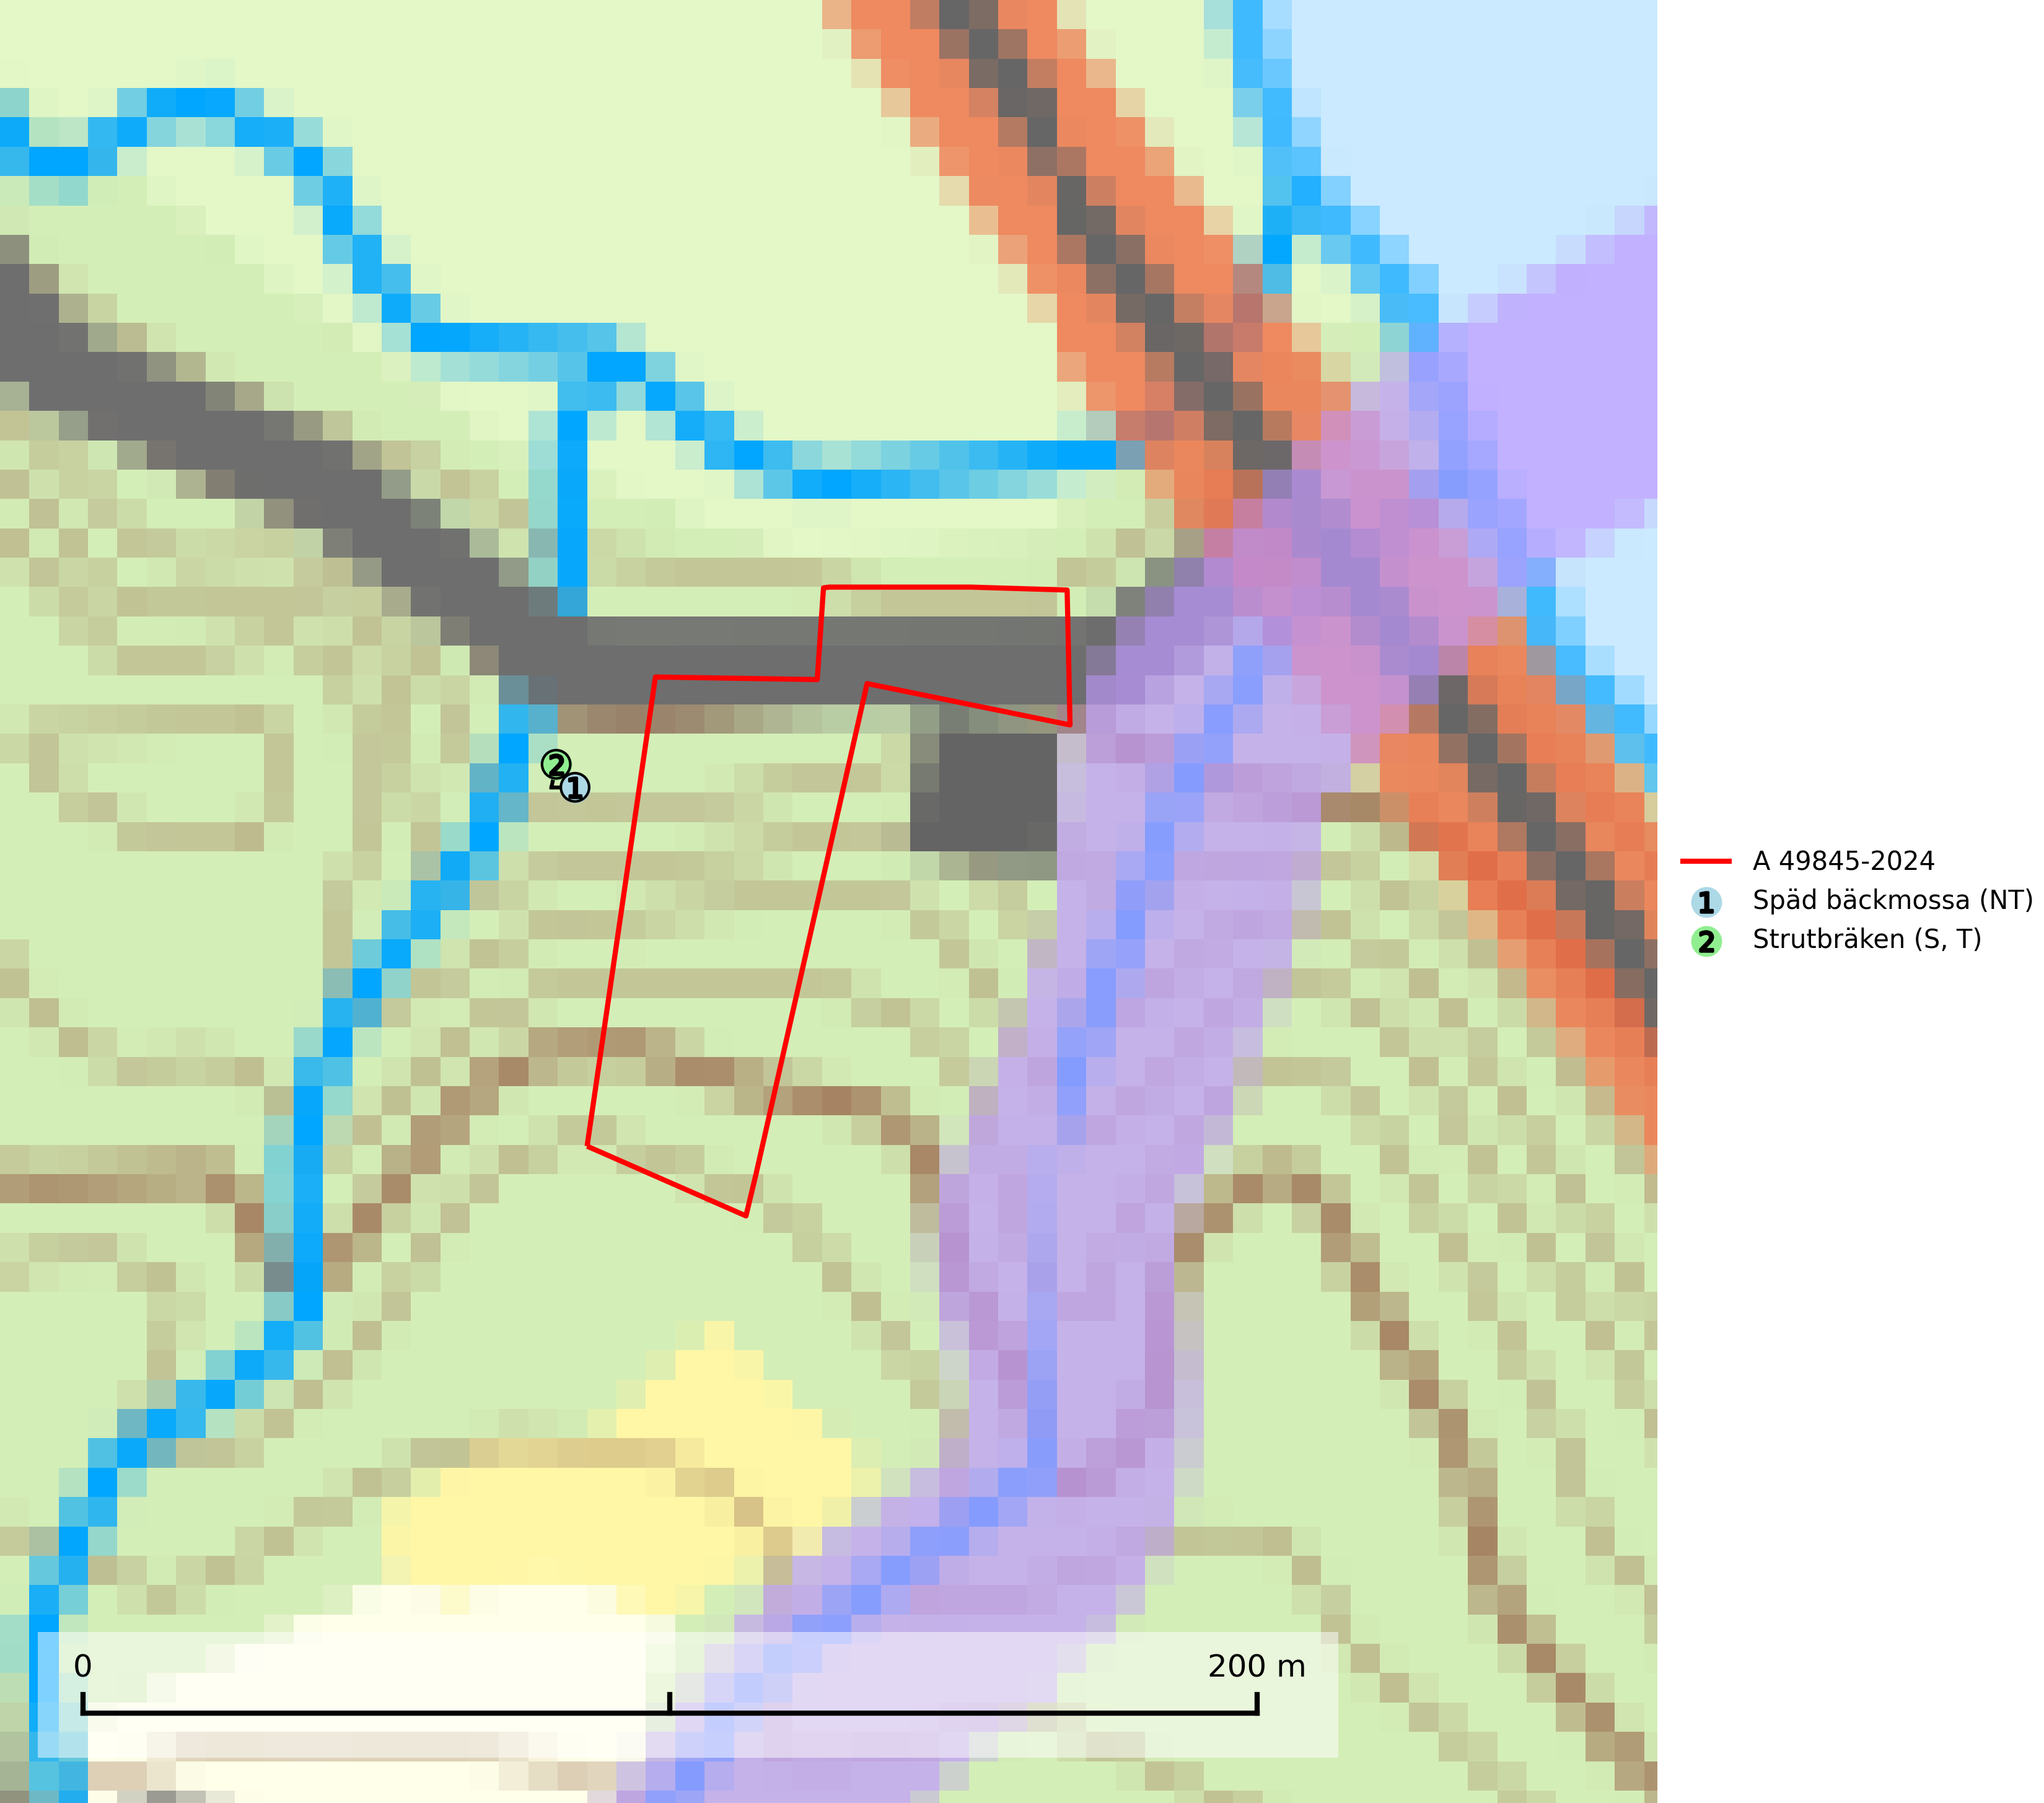 2
1
A 49845-2024
1 Späd bäckmossa (NT)
2 Strutbräken (S, T)
0 200 m